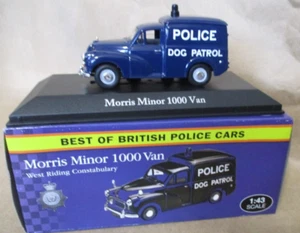 POLICE
DOG PATROL
Morris Minor 1000 Van
BEST OF BRITISH POLICE CARS
Morris Minor 1000 Van
West Riding Constabulary
POLICE
DOG PATROL
1:43
SCALE